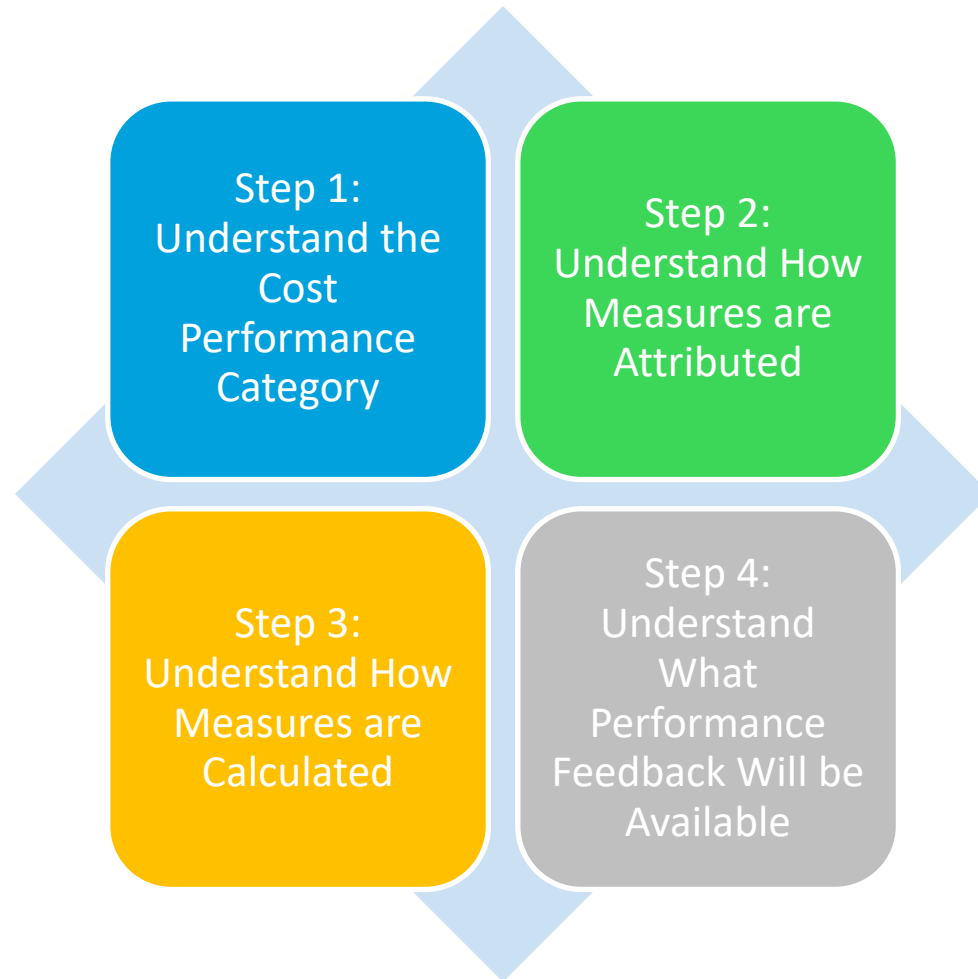 Step 1:
Understand the
Cost
Performance
Category
Step 2:
Understand How
Measures are
Attributed
Step 3:
Understand How
Measures are
Calculated
Step 4:
Understand
What
Performance
Feedback Will be
Available